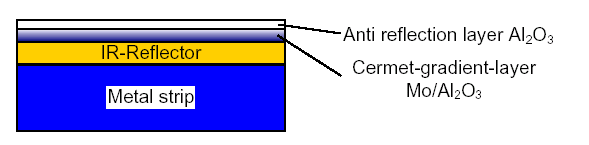 Anti reflection layer Al₂O₃
IR-Reflector
Cermet-gradient-layer
Mo/Al₂O₃
Metal strip